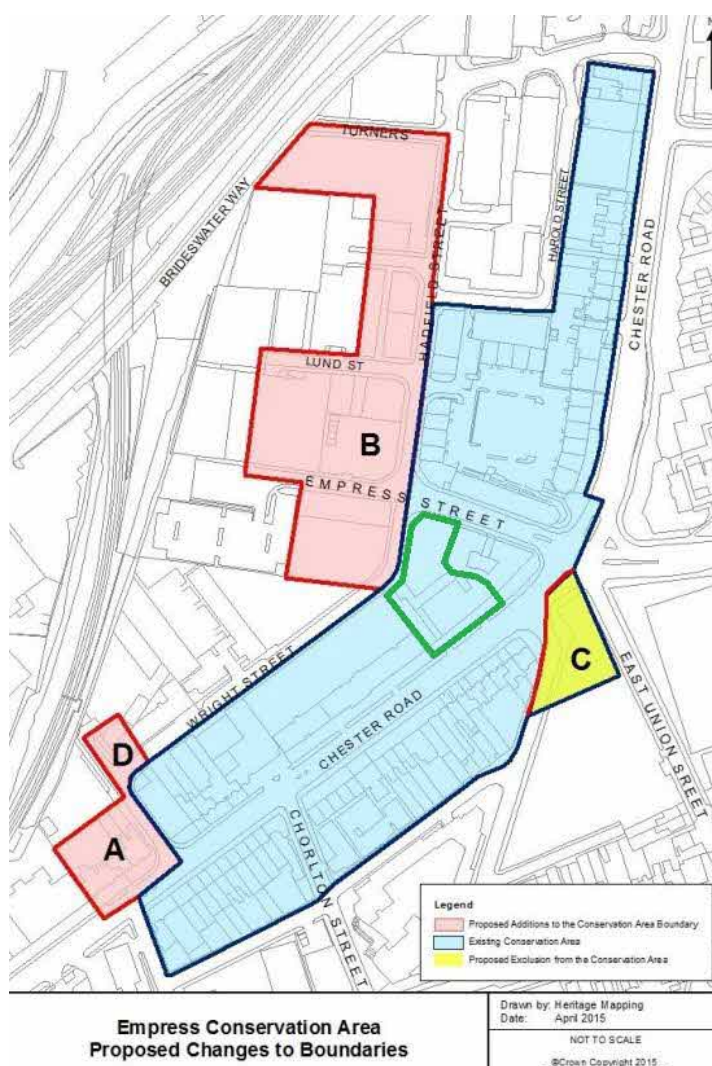 N
TURNERS
BRIDESWATER WAY
HAROLD STREET
HADFIELD STREET
CHESTER ROAD
LUND ST
B
EMPRESS STREET
C
EAST UNION SREET
WRIGHT STREET
CHESTER ROAD
D
A
CHORLTON STREET
Legend
Proposed Additions to the Conservation Area Boundary
Existing Conservation Area
Proposed Exclusion from the Conservation Area
Empress Conservation Area
Proposed Changes to Boundaries
Drawn by: Heritage Mapping
Date: April 2015
NOT TO SCALE
©Crown Copyright 2015